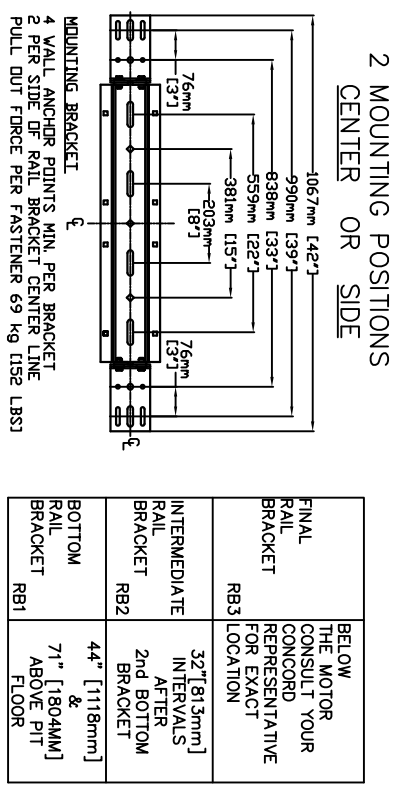 2 MOUNTING POSITIONS
CENTER OR SIDE
1067mm [42"]
990mm [39"]
838mm [33"]
559mm [22"]
381mm [15"]
203mm
[8"]
76mm
[3"]
76mm
[3"]
℄
℄
MOUNTING BRACKET
4 WALL ANCHOR POINTS MIN. PER BRACKET
2 PER SIDE OF RAIL BRACKET CENTER LINE
PULL OUT FORCE PER FASTENER 69 kg [152 LBS]
FINAL
RAIL
BRACKET
RB3
BELOW
THE MOTOR
CONSULT YOUR
CONCORD
REPRESENTATIVE
FOR EXACT
LOCATION
INTERMEDIATE
RAIL
BRACKET
RB2
32"[813mm]
INTERVALS
AFTER
2nd BOTTOM
BRACKET
BOTTOM
RAIL
BRACKET
RB1
44" [1118mm]
&
71" [1804MM]
ABOVE PIT
FLOOR